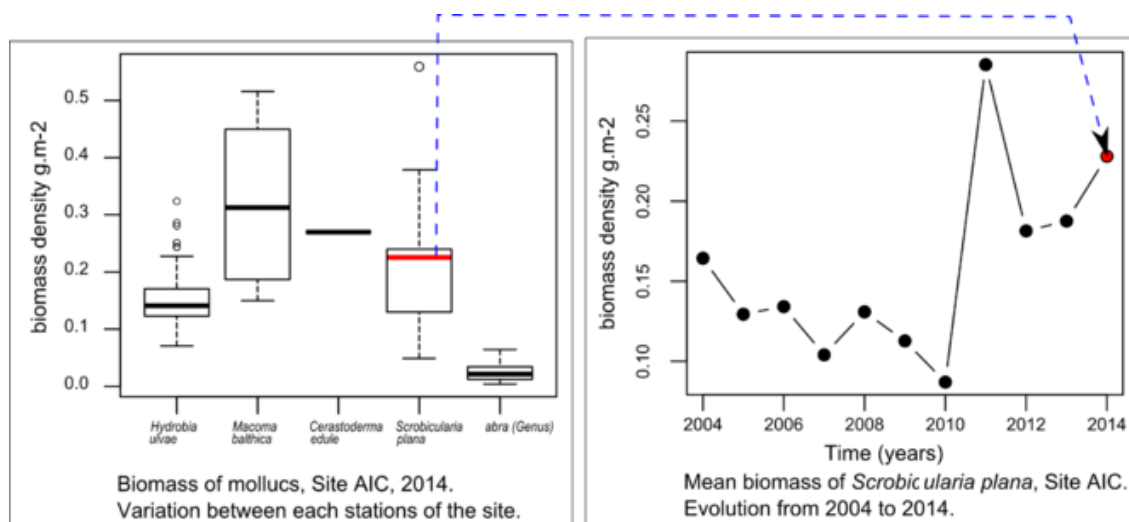 biomass density g.m-2
0.5
0.4
0.3
0.2
0.1
0.0
Hydrobia
ulvae
Macoma
balthica
Cerastoderma
edule
Scrobicularia
plana
abra (Genus)
Biomass of mollucs, Site AIC, 2014.
Variation between each stations of the site.
biomass density g.m-2
0.25
0.20
0.15
0.10
2004 2006 2008 2010 2012 2014
Time (years)
Mean biomass of Scrobicularia plana, Site AIC.
Evolution from 2004 to 2014.